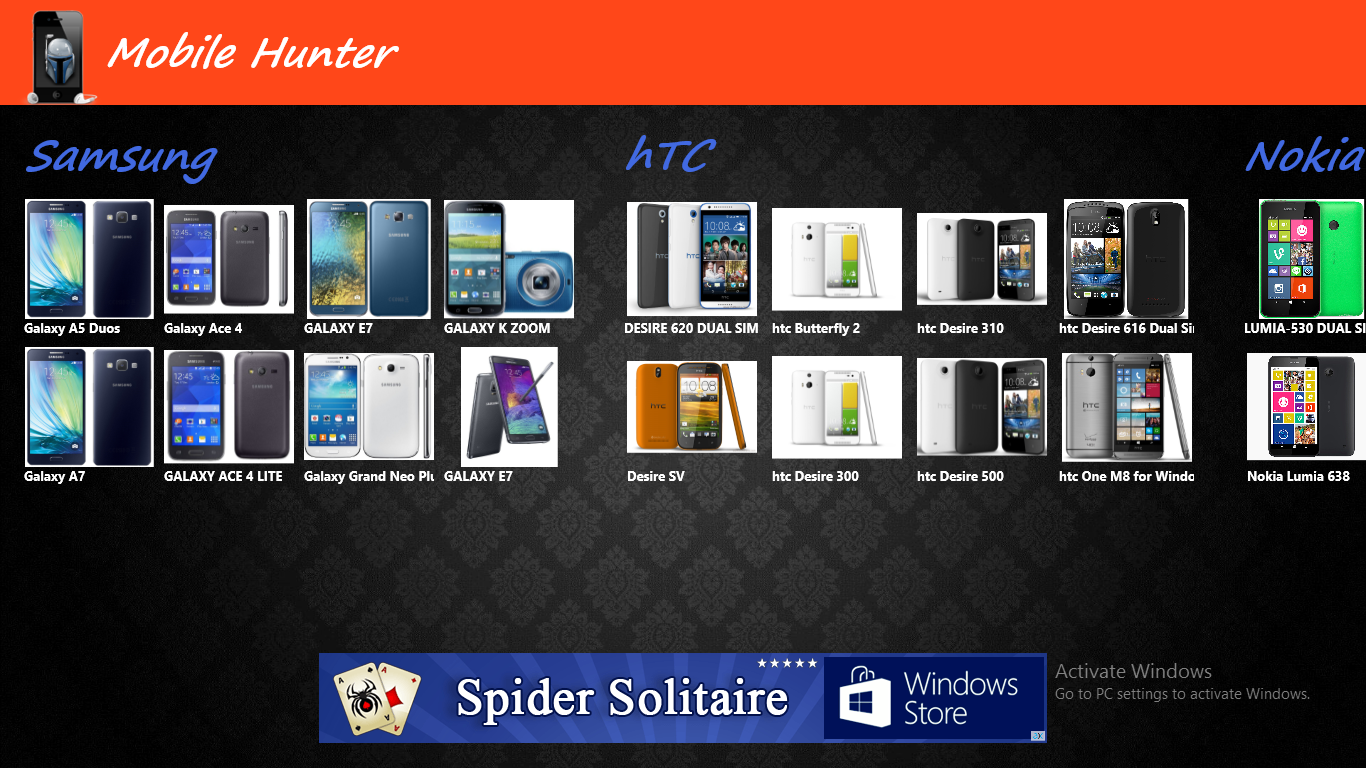 Mobile Hunter
Samsung
hTC
Nokia
Galaxy A5 Duos
Galaxy Ace 4
GALAXY E7
GALAXY K ZOOM
DESIRE 620 DUAL SIM
htc Butterfly 2
htc Desire 310
htc Desire 616 Dual Si
LUMIA-530 DUAL SI
Galaxy A7
GALAXY ACE 4 LITE
Galaxy Grand Neo Plu
GALAXY E7
Desire SV
htc Desire 300
htc Desire 500
htc One M8 for Windo
Nokia Lumia 638
Spider Solitaire
Windows
Store
Activate Windows
Go to PC settings to activate Windows.